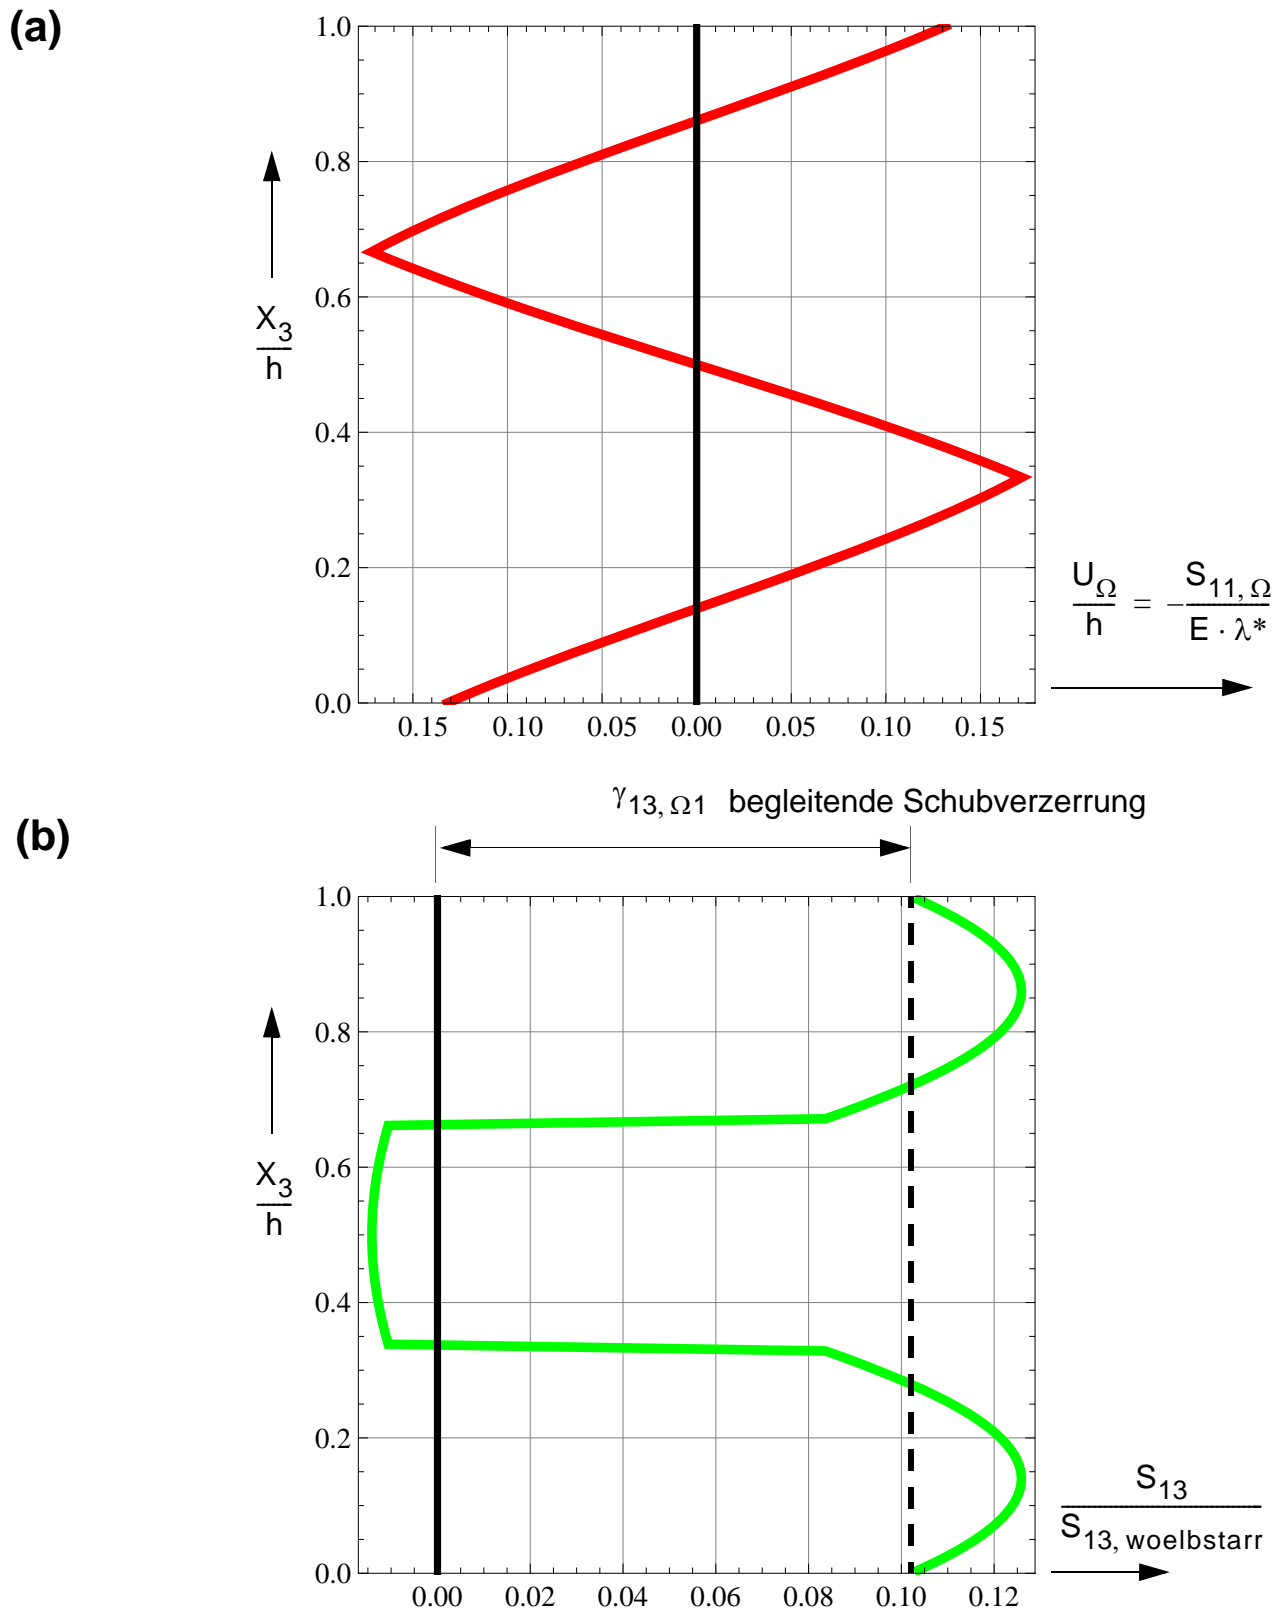 (a)
1.0
0.8
0.6
0.4
0.2
0.0
X3
h
0.15 0.10 0.05 0.00 0.05 0.10 0.15
UΩ / h = − S11, Ω / E · λ*
γ13, Ω1 begleitende Schubverzerrung
(b)
1.0
0.8
0.6
0.4
0.2
0.0
X3
h
0.00 0.02 0.04 0.06 0.08 0.10 0.12
S13
S13, woelbstarr